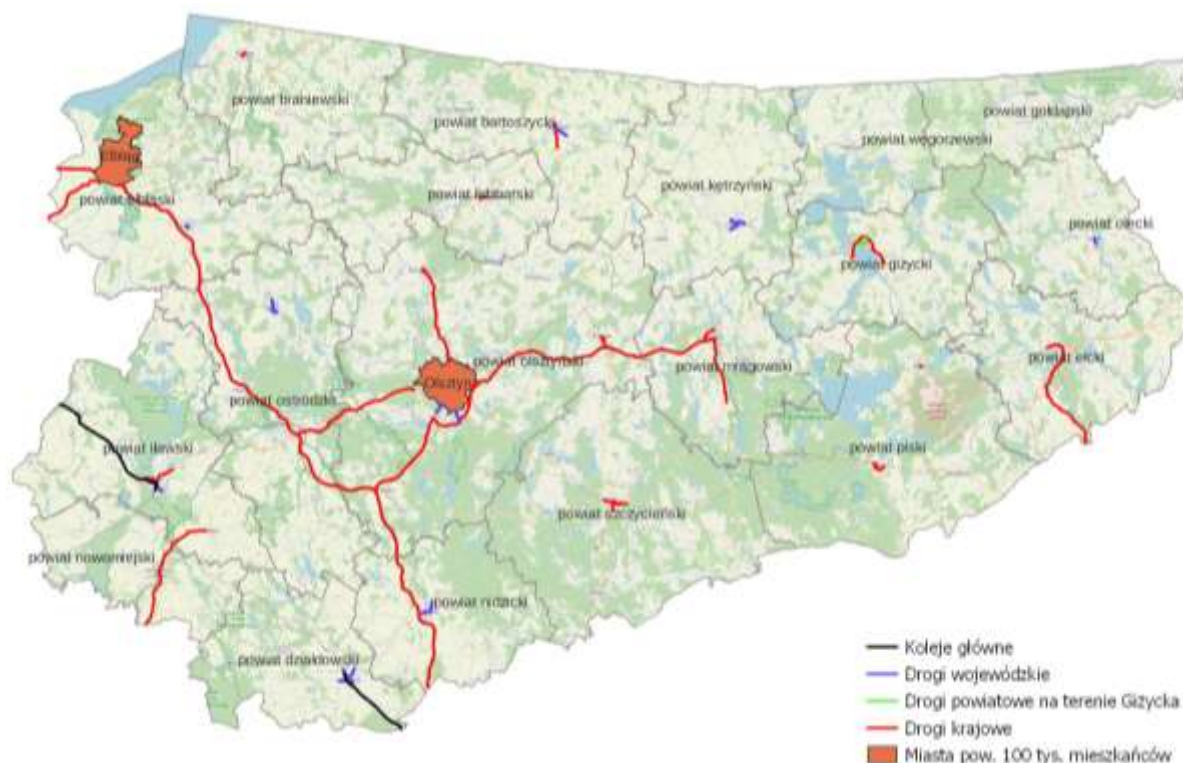 powiat braniewski
powiat gołdapski
powiat bartoszycki
powiat węgorzewski
Elbląg
powiat kętrzyński
powiat elbląski
powiat lidzbarski
powiat olecki
powiat giżycki
powiat olsztyński
powiat mrągowski
powiat ełcki
Olsztyn
powiat ostródzki
powiat iławski
powiat piski
powiat szczycieński
powiat nowomiejski
powiat nidzicki
powiat działdowski
Koleje główne
Drogi wojewódzkie
Drogi powiatowe na terenie Giżycka
Drogi krajowe
Miasta pow. 100 tys. mieszkańców